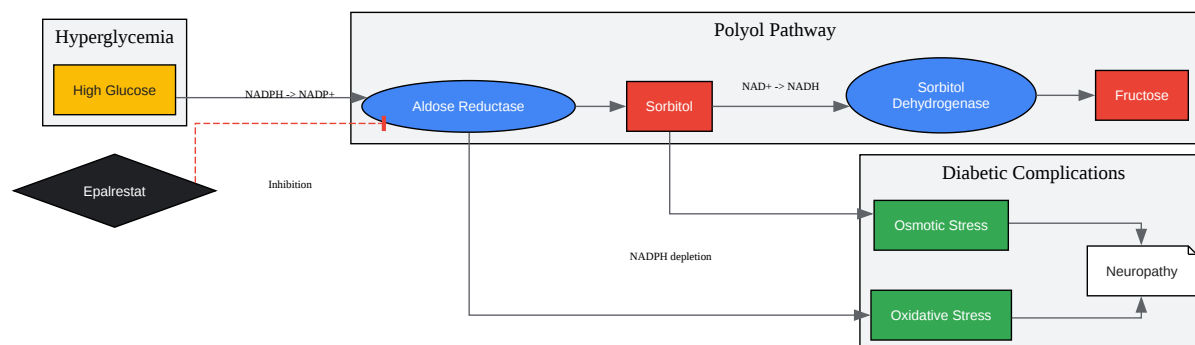 Hyperglycemia
High Glucose
NADPH -> NADP+
Polyol Pathway
Aldose Reductase
Sorbitol
NAD+ -> NADH
Sorbitol
Dehydrogenase
Fructose
Epalrestat
Inhibition
Diabetic Complications
Osmotic Stress
NADPH depletion
Neuropathy
Oxidative Stress